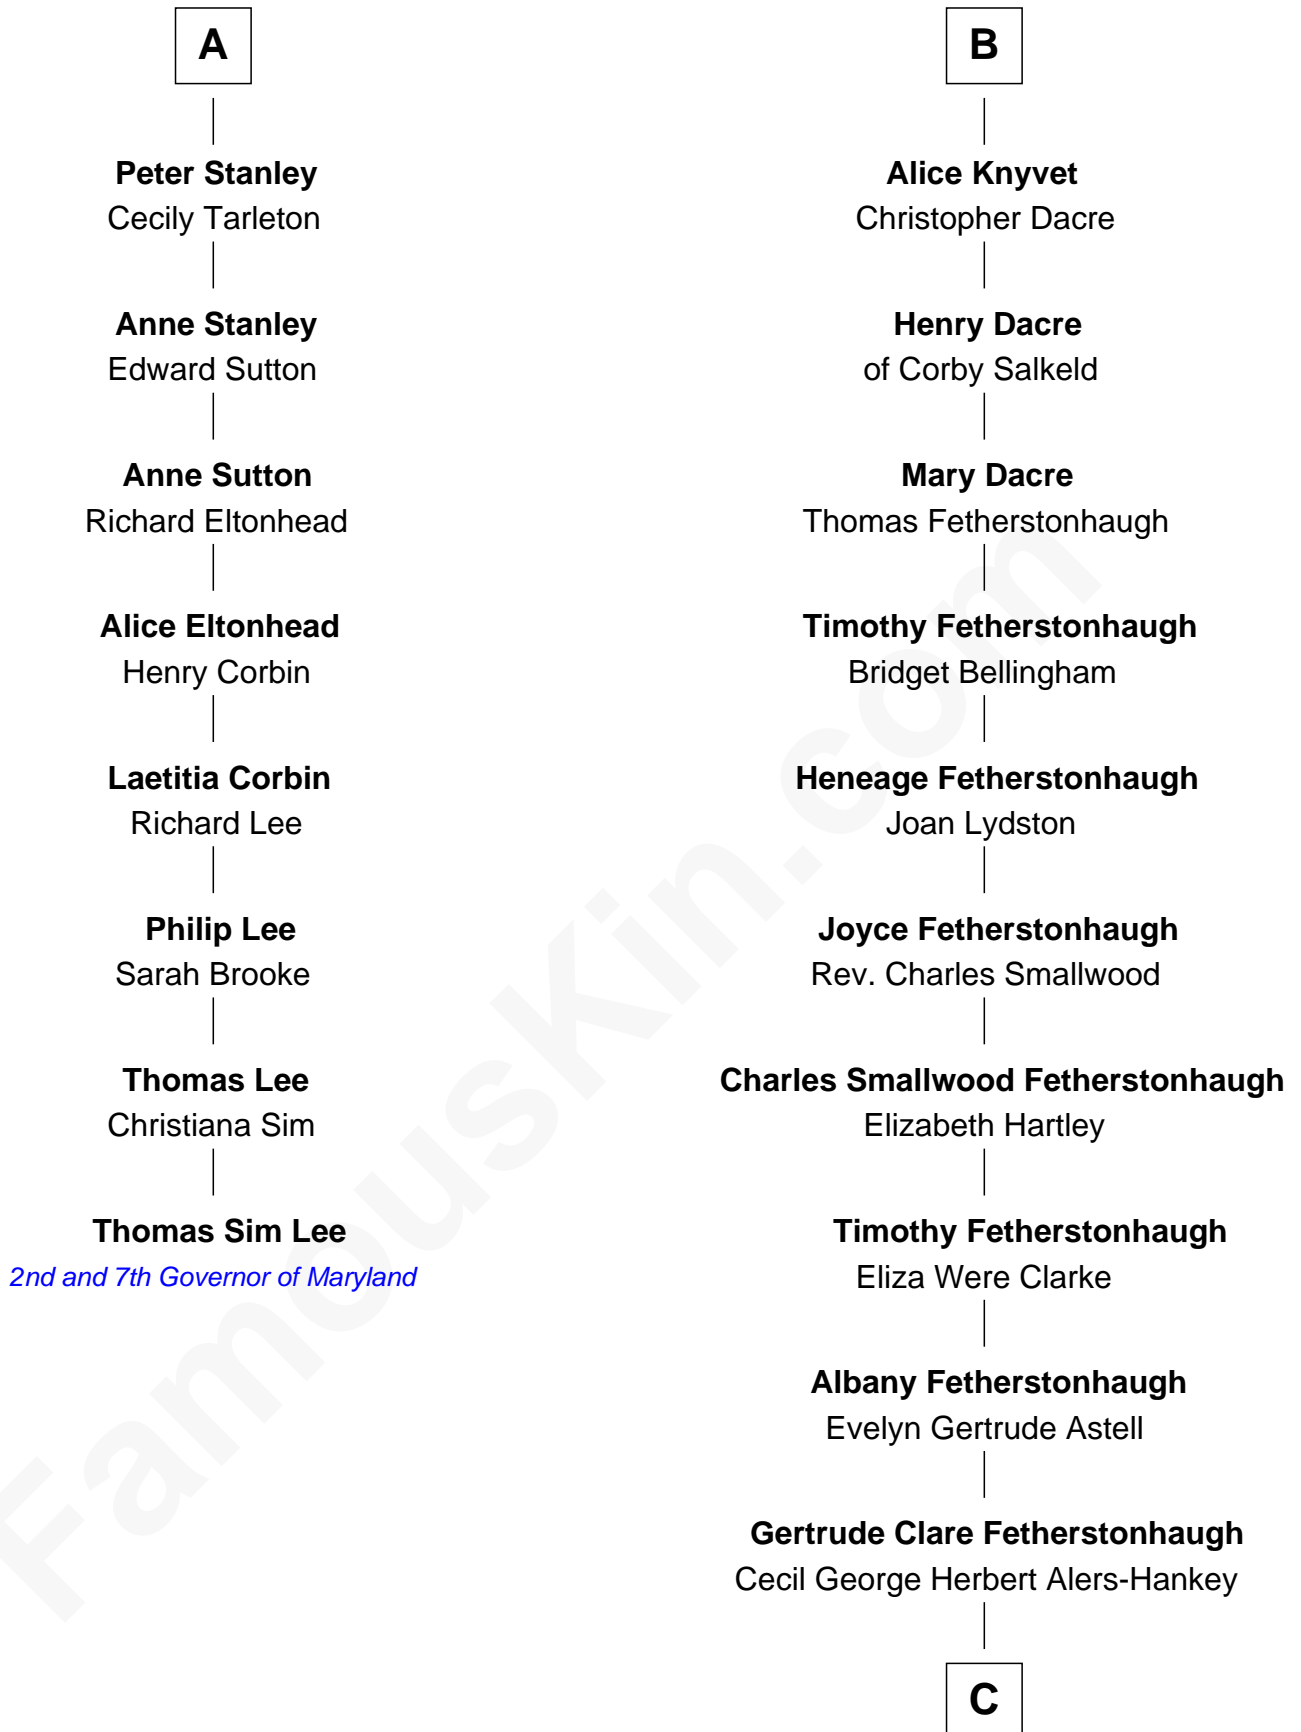 A
Peter Stanley
Cecily Tarleton
Anne Stanley
Edward Sutton
Anne Sutton
Richard Eltonhead
Alice Eltonhead
Henry Corbin
Laetitia Corbin
Richard Lee
Philip Lee
Sarah Brooke
Thomas Lee
Christiana Sim
Thomas Sim Lee
2nd and 7th Governor of Maryland
B
Alice Knyvet
Christopher Dacre
Henry Dacre
of Corby Salkeld
Mary Dacre
Thomas Fetherstonhaugh
Timothy Fetherstonhaugh
Bridget Bellingham
Heneage Fetherstonhaugh
Joan Lydston
Joyce Fetherstonhaugh
Rev. Charles Smallwood
Charles Smallwood Fetherstonhaugh
Elizabeth Hartley
Timothy Fetherstonhaugh
Eliza Were Clarke
Albany Fetherstonhaugh
Evelyn Gertrude Astell
Gertrude Clare Fetherstonhaugh
Cecil George Herbert Alers-Hankey
C
FamousKin.com